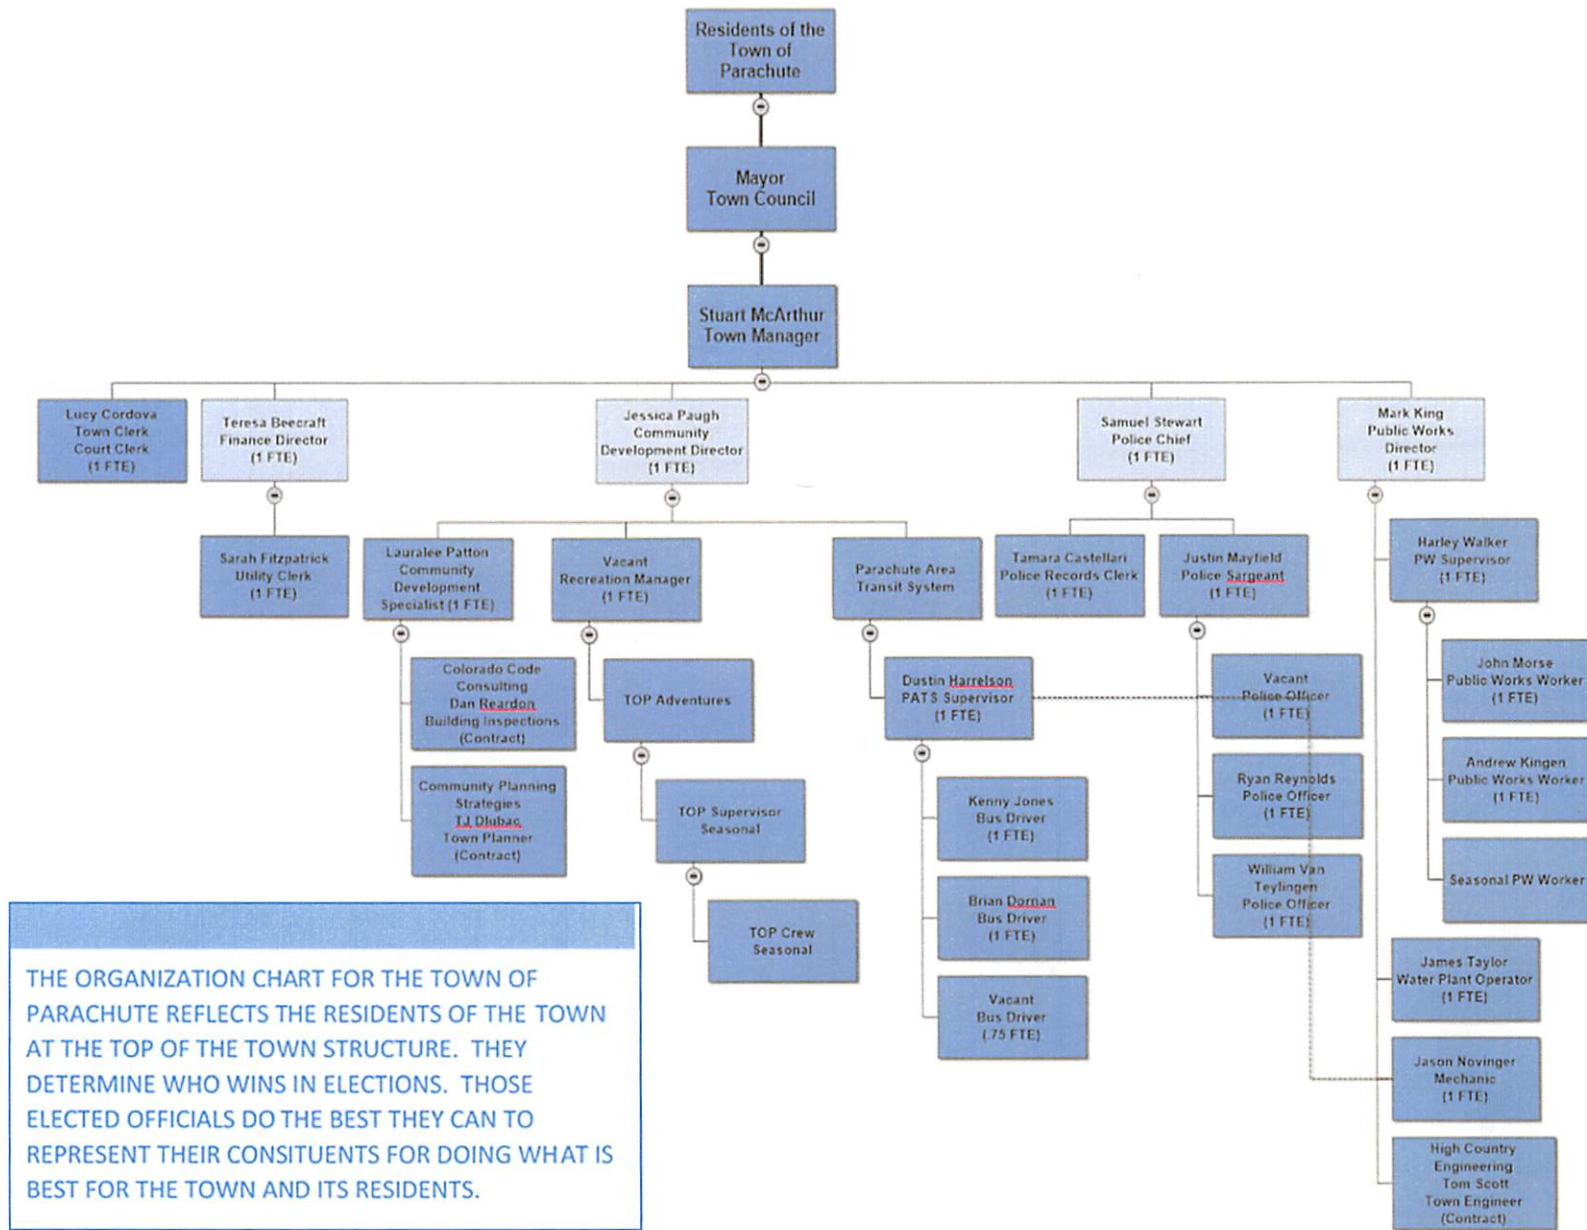 Residents of the
Town of
Parachute
Mayor
Town Council
Stuart McArthur
Town Manager
Lucy Cordova
Town Clerk
Court Clerk
(1 FTE)
Teresa Beecraft
Finance Director
(1 FTE)
Jessica Paugh
Community
Development Director
(1 FTE)
Samuel Stewart
Police Chief
(1 FTE)
Mark King
Public Works
Director
(1 FTE)
Sarah Fitzpatrick
Utility Clerk
(1 FTE)
Lauralee Patton
Community
Development
Specialist (1 FTE)
Vacant
Recreation Manager
(1 FTE)
Parachute Area
Transit System
Tamara Castellari
Police Records Clerk
(1 FTE)
Justin Mayfield
Police Sargeant
(1 FTE)
Harley Walker
PW Supervisor
(1 FTE)
Colorado Code
Consulting
Dan Reardon
Building Inspections
(Contract)
Community Planning
Strategies
TJ Dlubac
Town Planner
(Contract)
TOP Adventures
TOP Supervisor
Seasonal
TOP Crew
Seasonal
Dustin Harrelson
PATS Supervisor
(1 FTE)
Kenny Jones
Bus Driver
(1 FTE)
Brian Dornan
Bus Driver
(1 FTE)
Vacant
Bus Driver
(.75 FTE)
Vacant
Police Officer
(1 FTE)
Ryan Reynolds
Police Officer
(1 FTE)
William Van
Teylingen
Police Officer
(1 FTE)
John Morse
Public Works Worker
(1 FTE)
Andrew Kingen
Public Works Worker
(1 FTE)
Seasonal PW Worker
James Taylor
Water Plant Operator
(1 FTE)
Jason Novinger
Mechanic
(1 FTE)
High Country
Engineering
Tom Scott
Town Engineer
(Contract)
THE ORGANIZATION CHART FOR THE TOWN OF
PARACHUTE REFLECTS THE RESIDENTS OF THE TOWN
AT THE TOP OF THE TOWN STRUCTURE. THEY
DETERMINE WHO WINS IN ELECTIONS. THOSE
ELECTED OFFICIALS DO THE BEST THEY CAN TO
REPRESENT THEIR CONSITUENTS FOR DOING WHAT IS
BEST FOR THE TOWN AND ITS RESIDENTS.